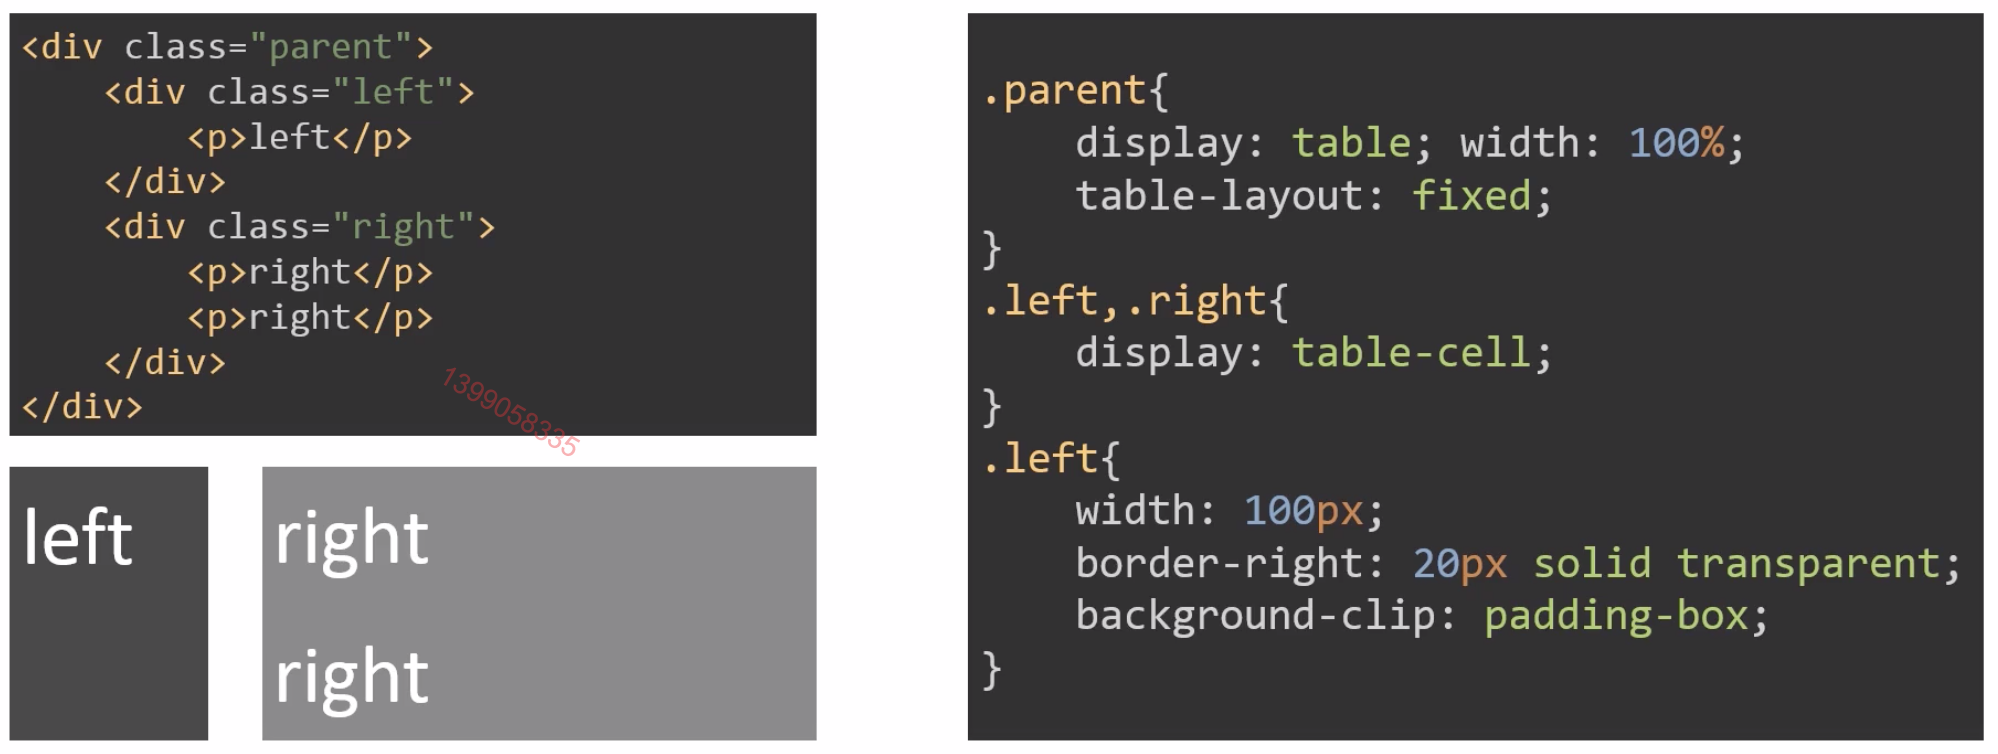 <div class="parent">
    <div class="left">
        <p>left</p>
    </div>
    <div class="right">
        <p>right</p>
        <p>right</p>
    </div>
</div>
1399058335
left
right
right
.parent{
    display: table; width: 100%;
    table-layout: fixed;
}
.left,.right{
    display: table-cell;
}
.left{
    width: 100px;
    border-right: 20px solid transparent;
    background-clip: padding-box;
}